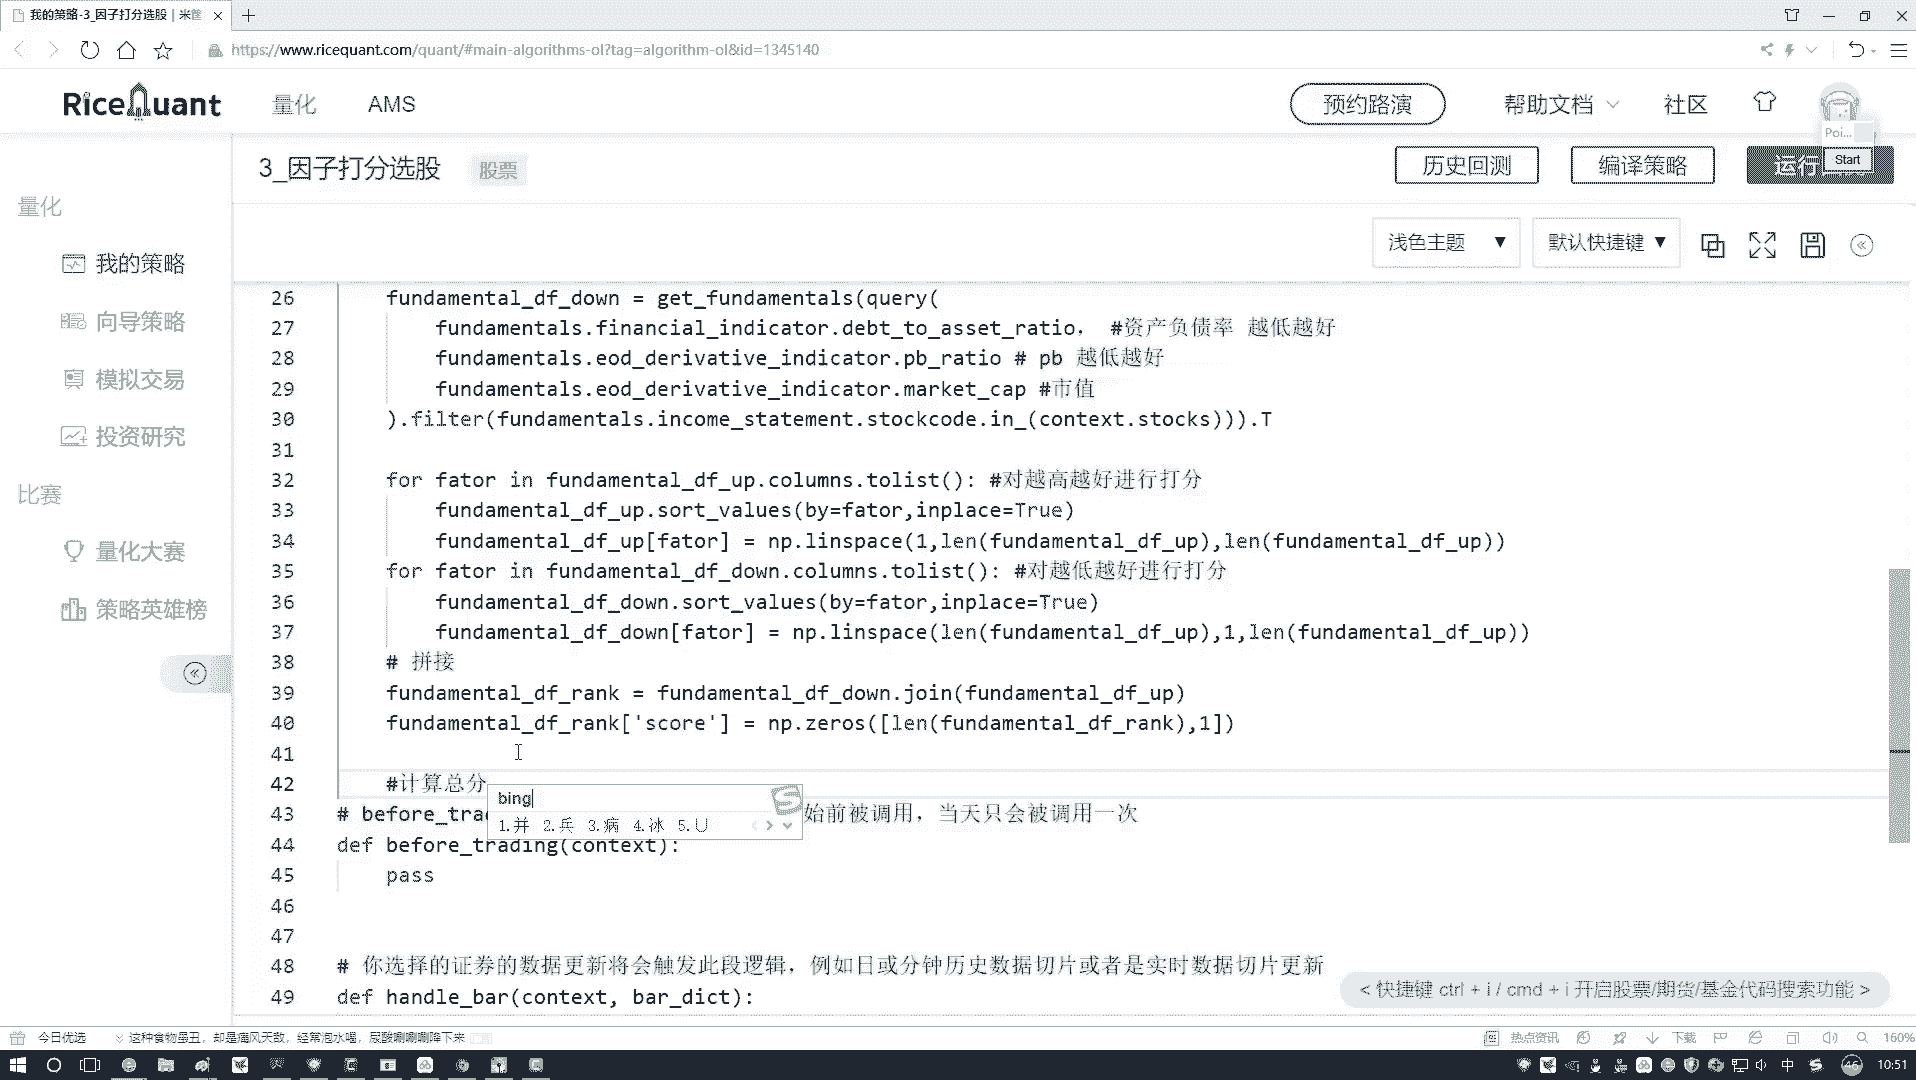 我的策略-3_因子打分选股 | 米筐
https://www.ricequant.com/quant/#main-algorithms-ol?tag=algorithm-ol&id=1345140
RiceQuant 量化 AMS 预约路演 帮助文档 社区
Poi...
Start
3_因子打分选股 股票 历史回测 编译策略 运行
量化
我的策略
向导策略
模拟交易
投资研究
比赛
量化大赛
策略英雄榜
浅色主题 ▼ 默认快捷键 ▼
26 fundamental_df_down = get_fundamentals(query(
27 fundamentals.financial_indicator.debt_to_asset_ratio， #资产负债率 越低越好
28 fundamentals.eod_derivative_indicator.pb_ratio # pb 越低越好
29 fundamentals.eod_derivative_indicator.market_cap #市值
30 ).filter(fundamentals.income_statement.stockcode.in_(context.stocks))).T
31
32 for fator in fundamental_df_up.columns.tolist(): #对越高越好进行打分
33 fundamental_df_up.sort_values(by=fator,inplace=True)
34 fundamental_df_up[fator] = np.linspace(1,len(fundamental_df_up),len(fundamental_df_up))
35 for fator in fundamental_df_down.columns.tolist(): #对越低越好进行打分
36 fundamental_df_down.sort_values(by=fator,inplace=True)
37 fundamental_df_down[fator] = np.linspace(len(fundamental_df_up),1,len(fundamental_df_up))
38 # 拼接
39 fundamental_df_rank = fundamental_df_down.join(fundamental_df_up)
40 fundamental_df_rank['score'] = np.zeros([len(fundamental_df_rank),1])
41
42 #计算总分
bing
1.并 2.兵 3.病 4.冰 5.U
43 # before_tra 始前被调用，当天只会被调用一次
44 def before_trading(context):
45 pass
46
47
48 # 你选择的证券的数据更新将会触发此段逻辑，例如日或分钟历史数据切片或者是实时数据切片更新
49 def handle_bar(context, bar_dict):
< 快捷键 ctrl + i / cmd + i 开启股票/期货/基金代码搜索功能 >
今日优选 这种食物虽丑，却是痛风天敌，经常泡水喝，尿酸唰唰唰降下来 热点资讯 下载 160%
中 46 10:51